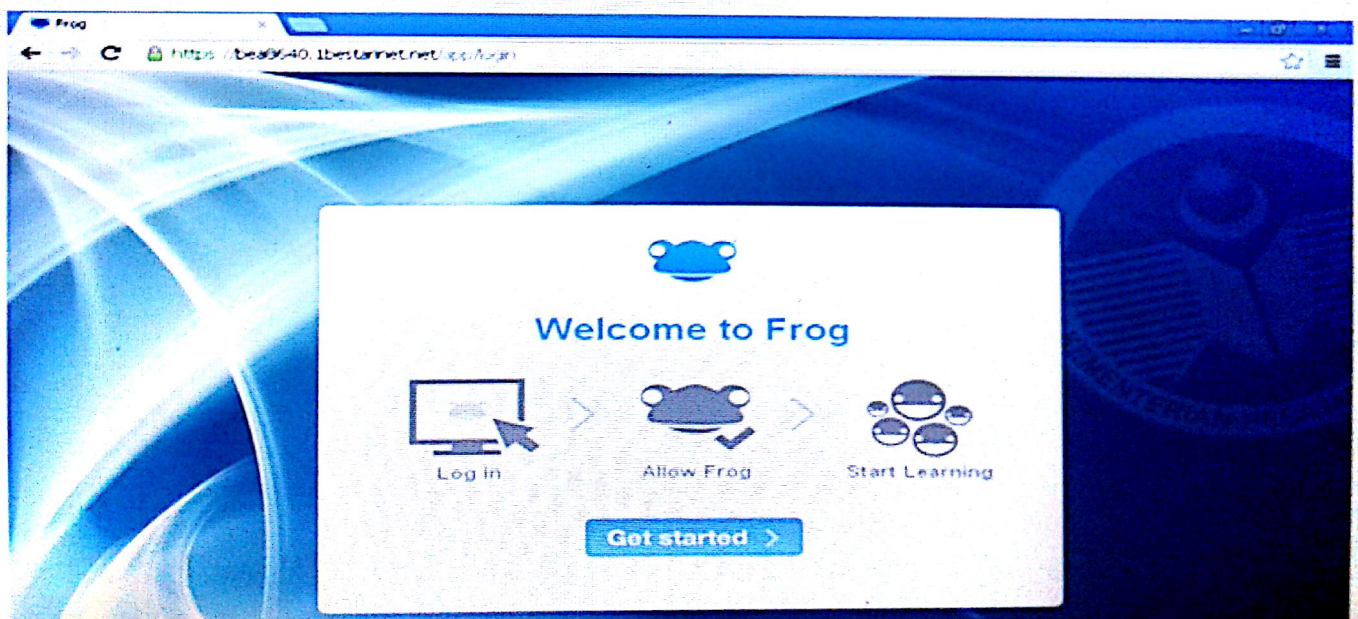 Frog
https://bea8640.1bestarinet.net/app/login
Welcome to Frog
Log in
Allow Frog
Start Learning
Get started